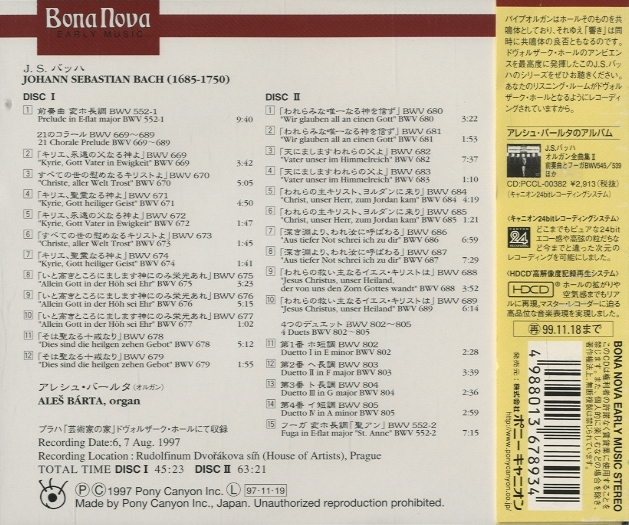 Bona Nova
EARLY MUSIC
J. S. バッハ
JOHANN SEBASTIAN BACH (1685-1750)
DISC I
1 前奏曲 変ホ長調 BWV 552-1
Prelude in E-flat major BWV 552-1 9:40
21のコラール BWV 669〜689
21 Chorale Prelude BWV 669〜689
2 「キリエ、永遠の父なる神よ」 BWV 669
"Kyrie, Gott Vater in Ewigkeit" BWV 669 3:42
3 すべての世の慰めなるキリストよ BWV 670
"Christe, aller Welt Trost" BWV 670 5:05
4 「キリエ、聖霊なる神よ」 BWV 671
"Kyrie, Gott heiliger Geist" BWV 671 4:50
5 「キリエ、永遠の父なる神よ」 BWV 672
"Kyrie, Gott Vater in Ewigkeit" BWV 672 1:47
6 「すべての世の慰めなるキリストよ」 BWV 673
"Christe, aller Welt Trost" BWV 673 1:45
7 「キリエ、聖霊なる神よ」 BWV 674
"Kyrie, Gott heiliger Geist" BWV 674 1:41
8 「いと高きところにまします神にのみ栄光あれ」 BWV 675
"Allein Gott in der Höh sei Ehr" BWV 675 3:23
9 「いと高きところにまします神にのみ栄光あれ」 BWV 676
"Allein Gott in der Höh sei Ehr" BWV 676 5:15
10 「いと高きところにまします神にのみ栄光あれ」 BWV 677
"Allein Gott in der Höh sei Ehr" BWV 677 1:02
11 「そは聖なる十戒なり」 BWV 678
"Dies sind die heilgen zehen Gebot" BWV 678 5:12
12 「そは聖なる十戒なり」 BWV 679
"Dies sind die heilgen zehen Gebot" BWV 679 1:55
アレシュ・バールタ (オルガン)
ALEŠ BÁRTA, organ
プラハ「芸術家の家」ドヴォルザーク・ホールにて収録
Recording Date:6, 7 Aug. 1997
Recording Location : Rudolfinum Dvořákova síň (House of Artists), Prague
TOTAL TIME DISC I 45:23 DISC II 63:21
Ⓟ©1997 Pony Canyon Inc. Ⓛ 97・11・19
Made by Pony Canyon Inc., Japan. Unauthorized reproduction prohibited.
DISC II
1 「われらみな唯一なる神を信ず」 BWV 680
"Wir glauben all an einen Gott" BWV 680 3:22
2 「われらみな唯一なる神を信ず」 BWV 681
"Wir glauben all an einen Gott" BWV 681 1:53
3 「天にましますわれらの父よ」 BWV 682
"Vater unser im Himmelreich" BWV 682 7:37
4 「天にましますわれらの父よ」 BWV 683
"Vater unser im Himmelreich" BWV 683 1:10
5 「われらの主キリスト、ヨルダンに来り」 BWV 684
"Christ, unser Herr, zum Jordan kam" BWV 684 4:19
6 「われらの主キリスト、ヨルダンに来り」 BWV 685
"Christ, unser Herr, zum Jordan kam" BWV 685 1:21
7 「深き淵より、われ汝に呼ばわる」 BWV 686
"Aus tiefer Not schrei ich zu dir" BWV 686 6:59
8 「深き淵より、われ汝に呼ばわる」 BWV 687
"Aus tiefer Not schrei ich zu dir" BWV 687 7:29
9 「われらの救い主なるイエス・キリストは」 BWV 688
"Jesus Christus, unser Heiland,
der von uns den Zorn Gottes wandt" BWV 688 3:52
10 「われらの救い主なるイエス・キリストは」 BWV 689
"Jesus Christus, unser Heiland" BWV 689 6:14
4つのデュエット BWV 802〜805
4 Duets BWV 802〜805
11 第1番 ホ短調 BWV 802
Duetto I in E minor BWV 802 2:28
12 第2番 ヘ長調 BWV 803
Duetto II in F major BWV 803 3:39
13 第3番 ト長調 BWV 804
Duetto III in G major BWV 804 2:36
14 第4番 イ短調 BWV 805
Duetto IV in A minor BWV 805 2:59
15 フーガ 変ホ長調「聖アン」 BWV 552-2
Fuga in E-flat major "St. Anne" BWV 552-2 7:15
パイプオルガンはホールそのものを共
鳴体としており、それゆえ「響き」は同
時に共鳴体の良否ともなるのです。
ドヴォルザーク・ホールのアンビエン
スを最高度に発揮したこのJ.S.バッ
ハのシリーズをぜひお聴きください。
あなたのリスニング・ルームがドヴォル
ザーク・ホールとなるようにレコーディ
ングされていますから。
アレシュ・バールタのアルバム
J.S.バッハ
オルガン全曲集II
前奏曲とフーガBWV545/539
ほか
CD:PCCL-00382 ¥2,913(税抜)
(キャニオン24bitレコーディングシステム)
〈キャニオン24bitレコーディングシステム〉
24
どこまでもピュアな24bit
エコー感や高弦の粒だちな
ど今までと違った次元のレ
コーディングを可能にしました。
〈HDCD®高解像度記録再生システム〉
HDCD® ホールの拡がりや
空気感までもリア
ルに再現。マスター・レコーダーに迫る
高品位な音楽表現を実現しました。
再 99.11.18まで
4988013678934
発売元:株式会社ポニーキャニオン
http://www.ponycanyon.co.jp/
BONA NOVA EARLY MUSIC STEREO